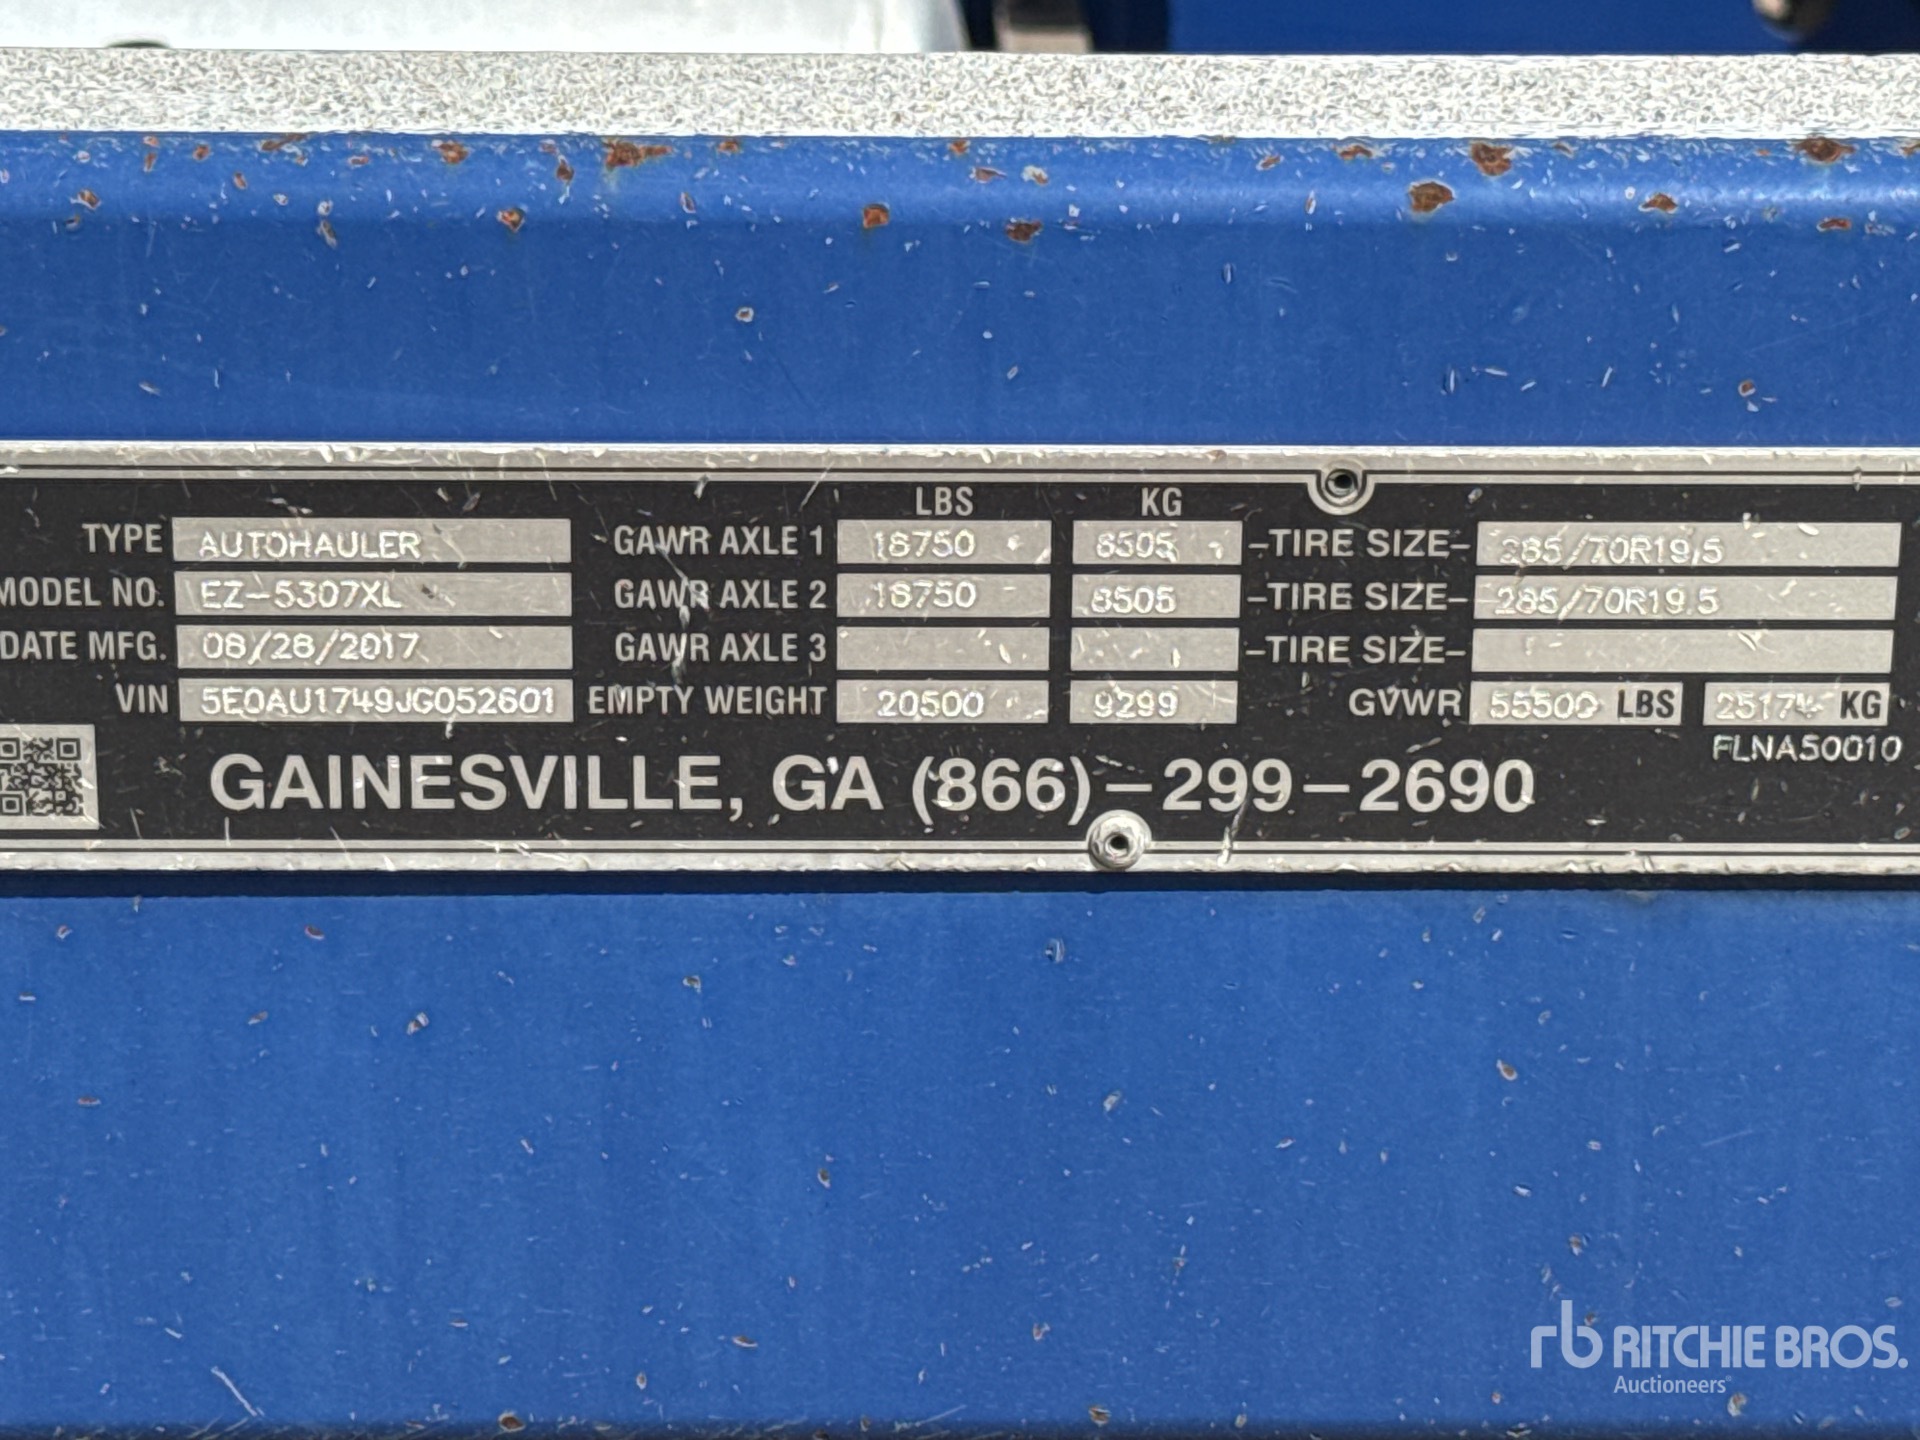 LBS KG
TYPE AUTOHAULER GAWR AXLE 1 18750 8505 -TIRE SIZE- 285/70R19.5
MODEL NO. EZ-5307XL GAWR AXLE 2 18750 8505 -TIRE SIZE- 285/70R19.5
DATE MFG. 08/28/2017 GAWR AXLE 3 -TIRE SIZE-
VIN 5E0AU1749JG052601 EMPTY WEIGHT 20500 9299 GVWR 55500 LBS 25174 KG
FLNA50010
GAINESVILLE, GA (866)-299-2690
rb RITCHIE BROS.
Auctioneers